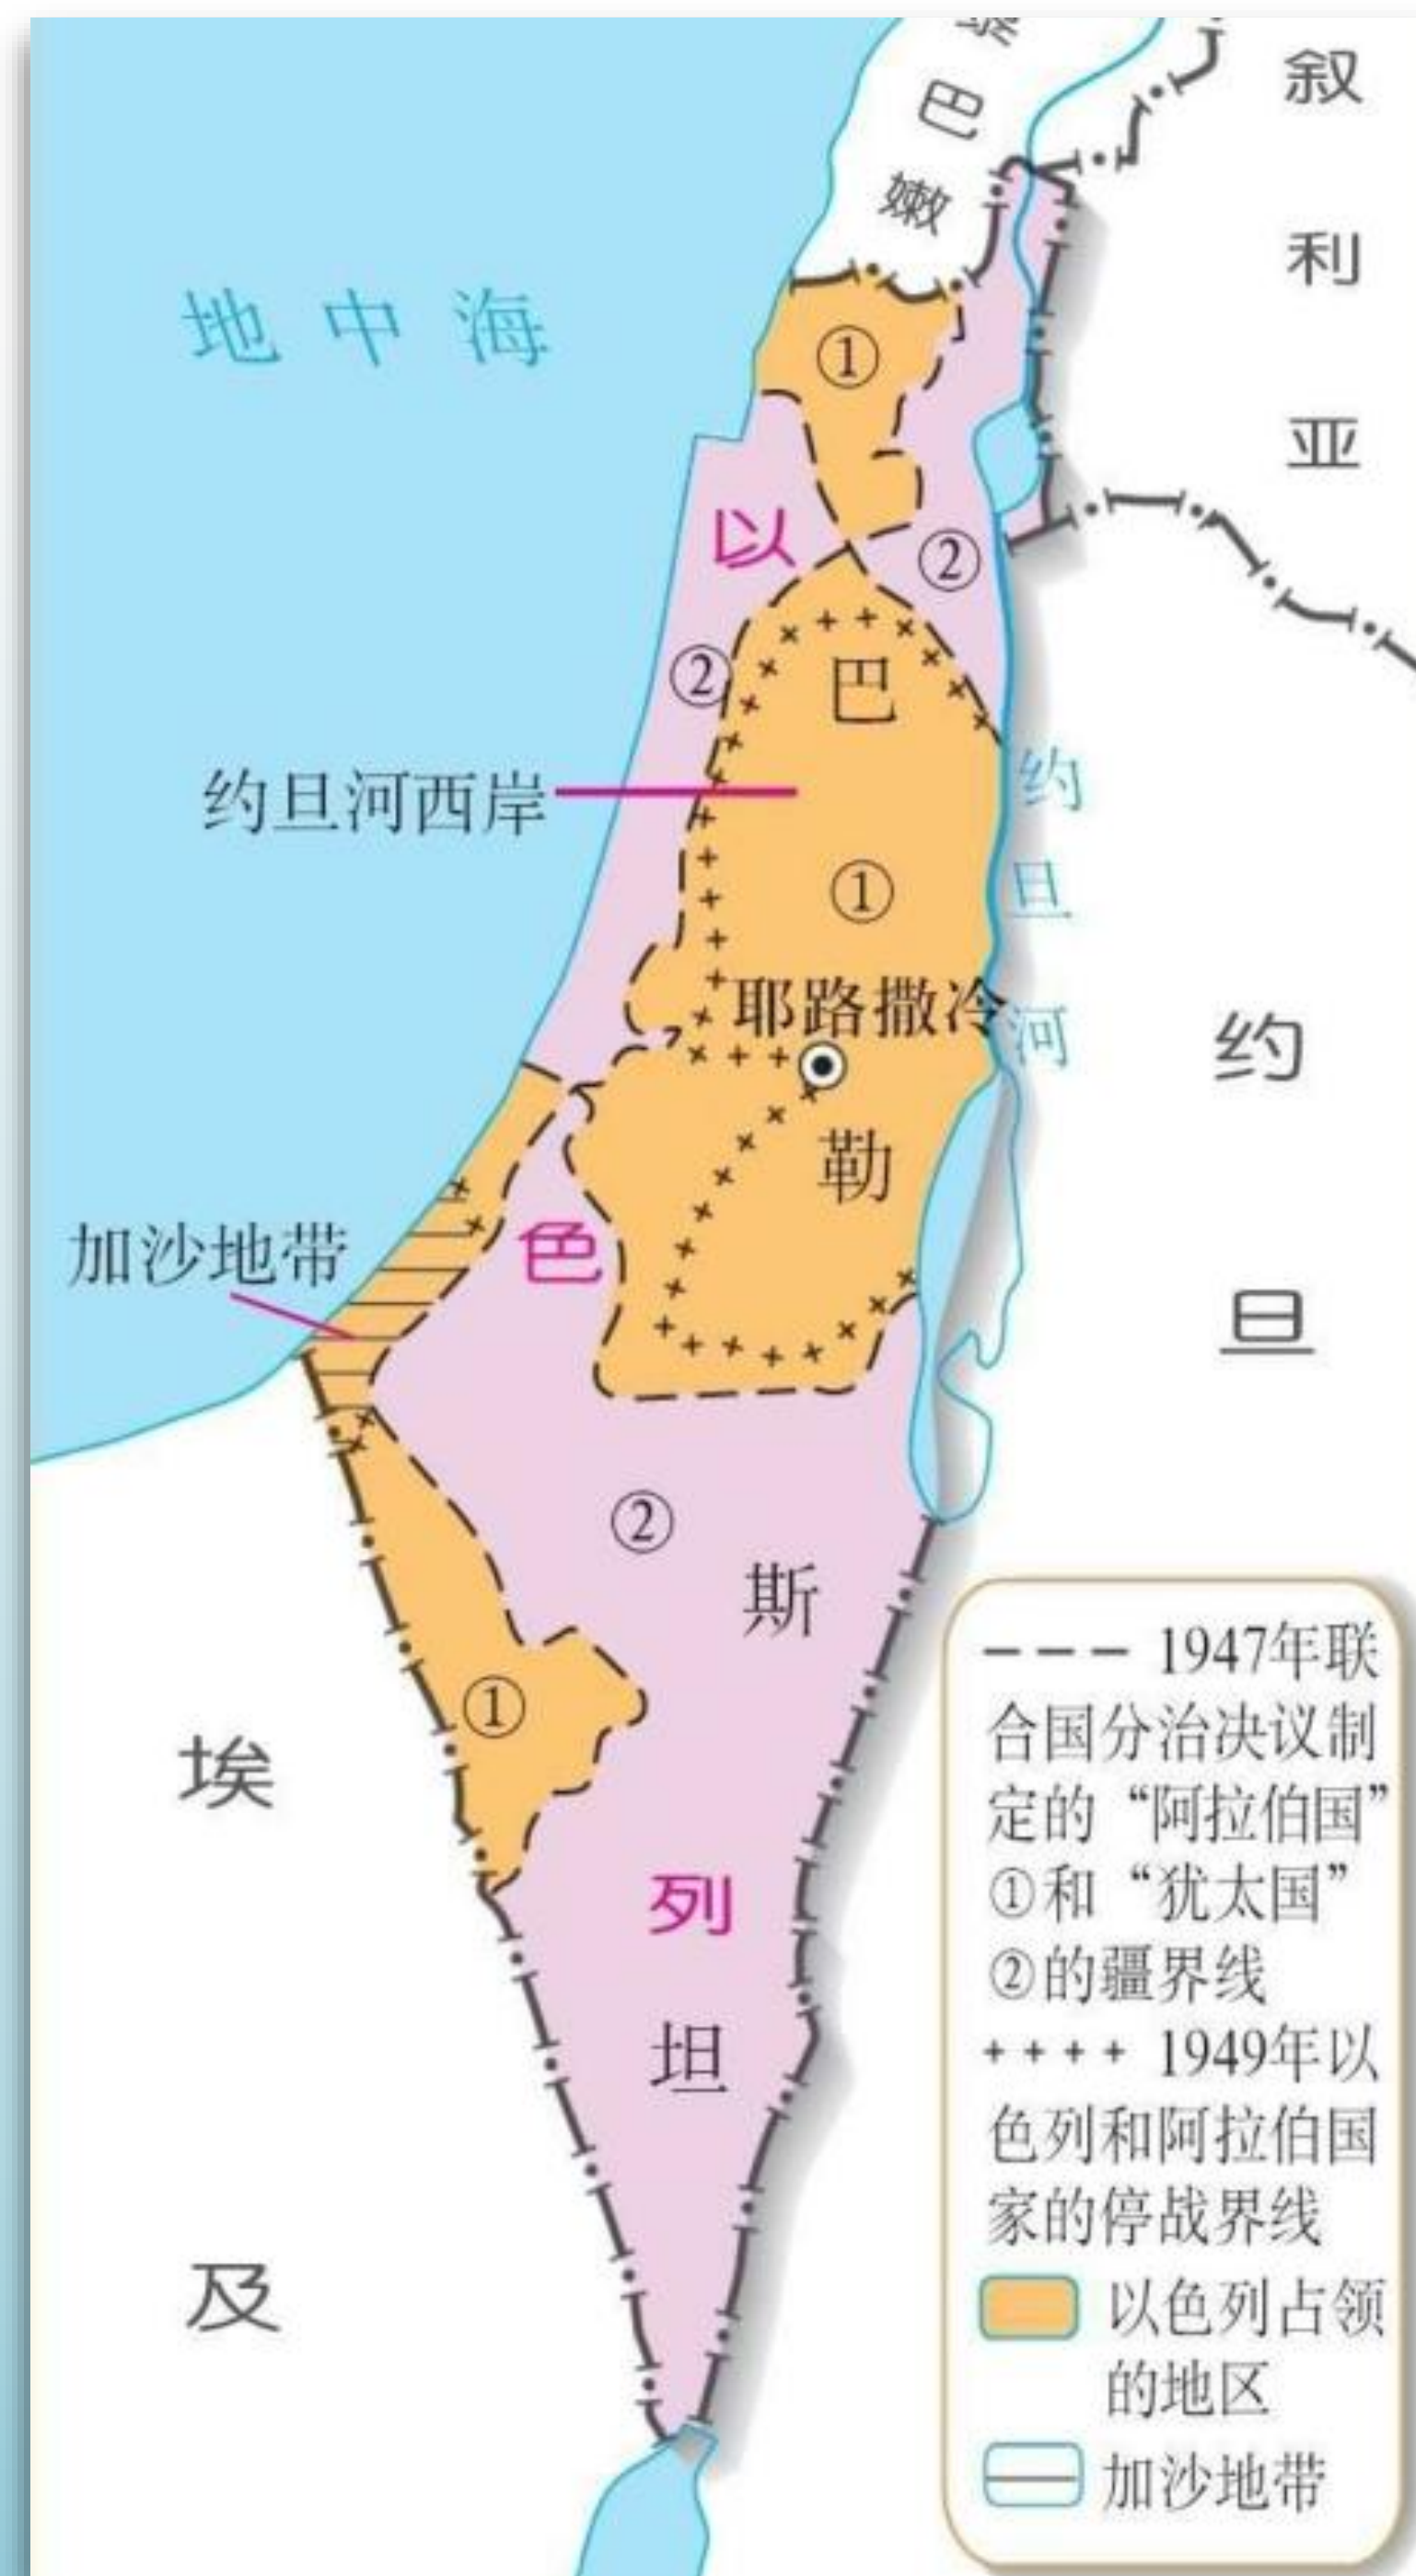 巴
嫩
叙
利
亚
地中海
①
以
②
②
巴
约旦河西岸
约
旦
河
①
耶路撒冷
约
旦
勒
色
加沙地带
②
斯
①
埃
及
列
坦
1947年联
合国分治决议制
定的“阿拉伯国”
①和“犹太国”
②的疆界线
1949年以
色列和阿拉伯国
家的停战界线
以色列占领
的地区
加沙地带